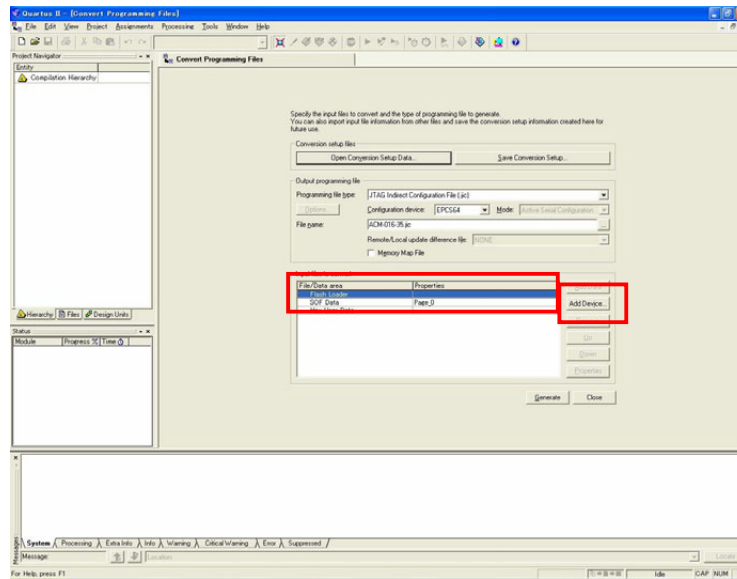 Quartus II - [Convert Programming Files]
File Edit View Project Assignments Processing Tools Window Help
Project Navigator
Entity
Compilation Hierarchy
Convert Programming Files
Specify the input files to convert and the type of programming file to generate.
You can also import input file information from other files and save the conversion setup information created here for
future use.
Conversion setup files
Open Conversion Setup Data...
Save Conversion Setup...
Output programming file
Programming file type: JTAG Indirect Configuration File (.jic)
Options... Configuration device: EPCS64 Mode: Active Serial Configuration
File name: ACM-016-35.jic ...
Remote/Local update difference file: NONE
Memory Map File
File/Data area Properties
Flash Loader
SOF Data Page_0
Add Device...
Up
Down
Properties
Generate Close
Hierarchy Files Design Units
Status
Module Progress % Time
System Processing Extra Info Info Warning Critical Warning Error Suppressed
Messages
Message: Location: Locate
For Help, press F1
Idle CAP NUM